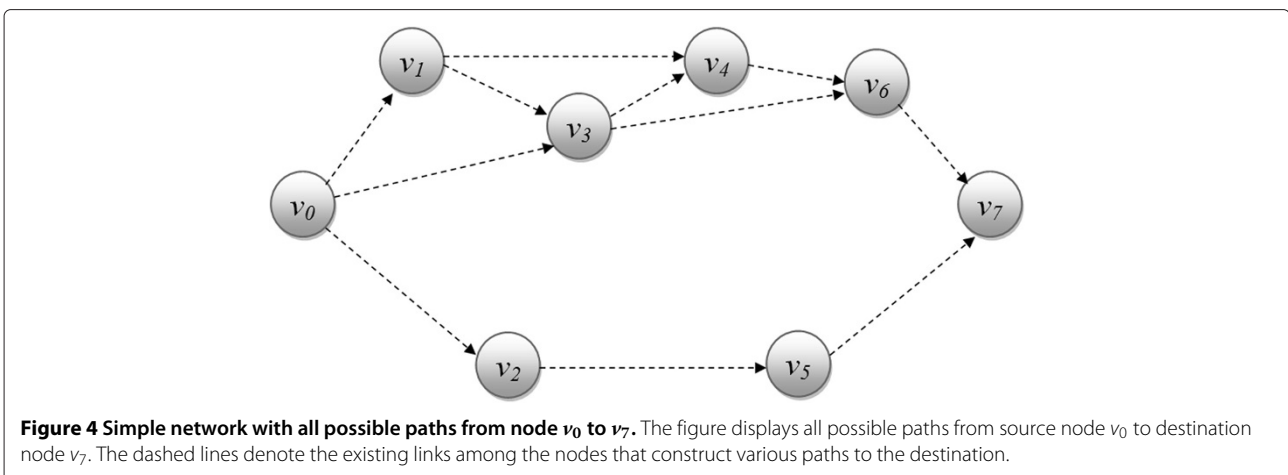 v1
v4
v6
v3
v0
v7
v2
v5
Figure 4 Simple network with all possible paths from node v0 to v7. The figure displays all possible paths from source node v0 to destination
node v7. The dashed lines denote the existing links among the nodes that construct various paths to the destination.